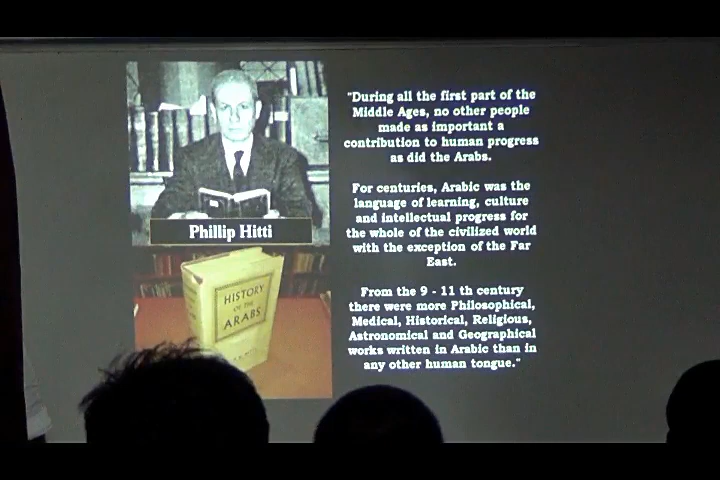 Phillip Hitti
HISTORY
OF THE
ARABS
"During all the first part of the
Middle Ages, no other people
made as important a
contribution to human progress
as did the Arabs.
For centuries, Arabic was the
language of learning, culture
and intellectual progress for
the whole of the civilized world
with the exception of the Far
East.
From the 9 - 11 th century
there were more Philosophical,
Medical, Historical, Religious,
Astronomical and Geographical
works written in Arabic than in
any other human tongue."